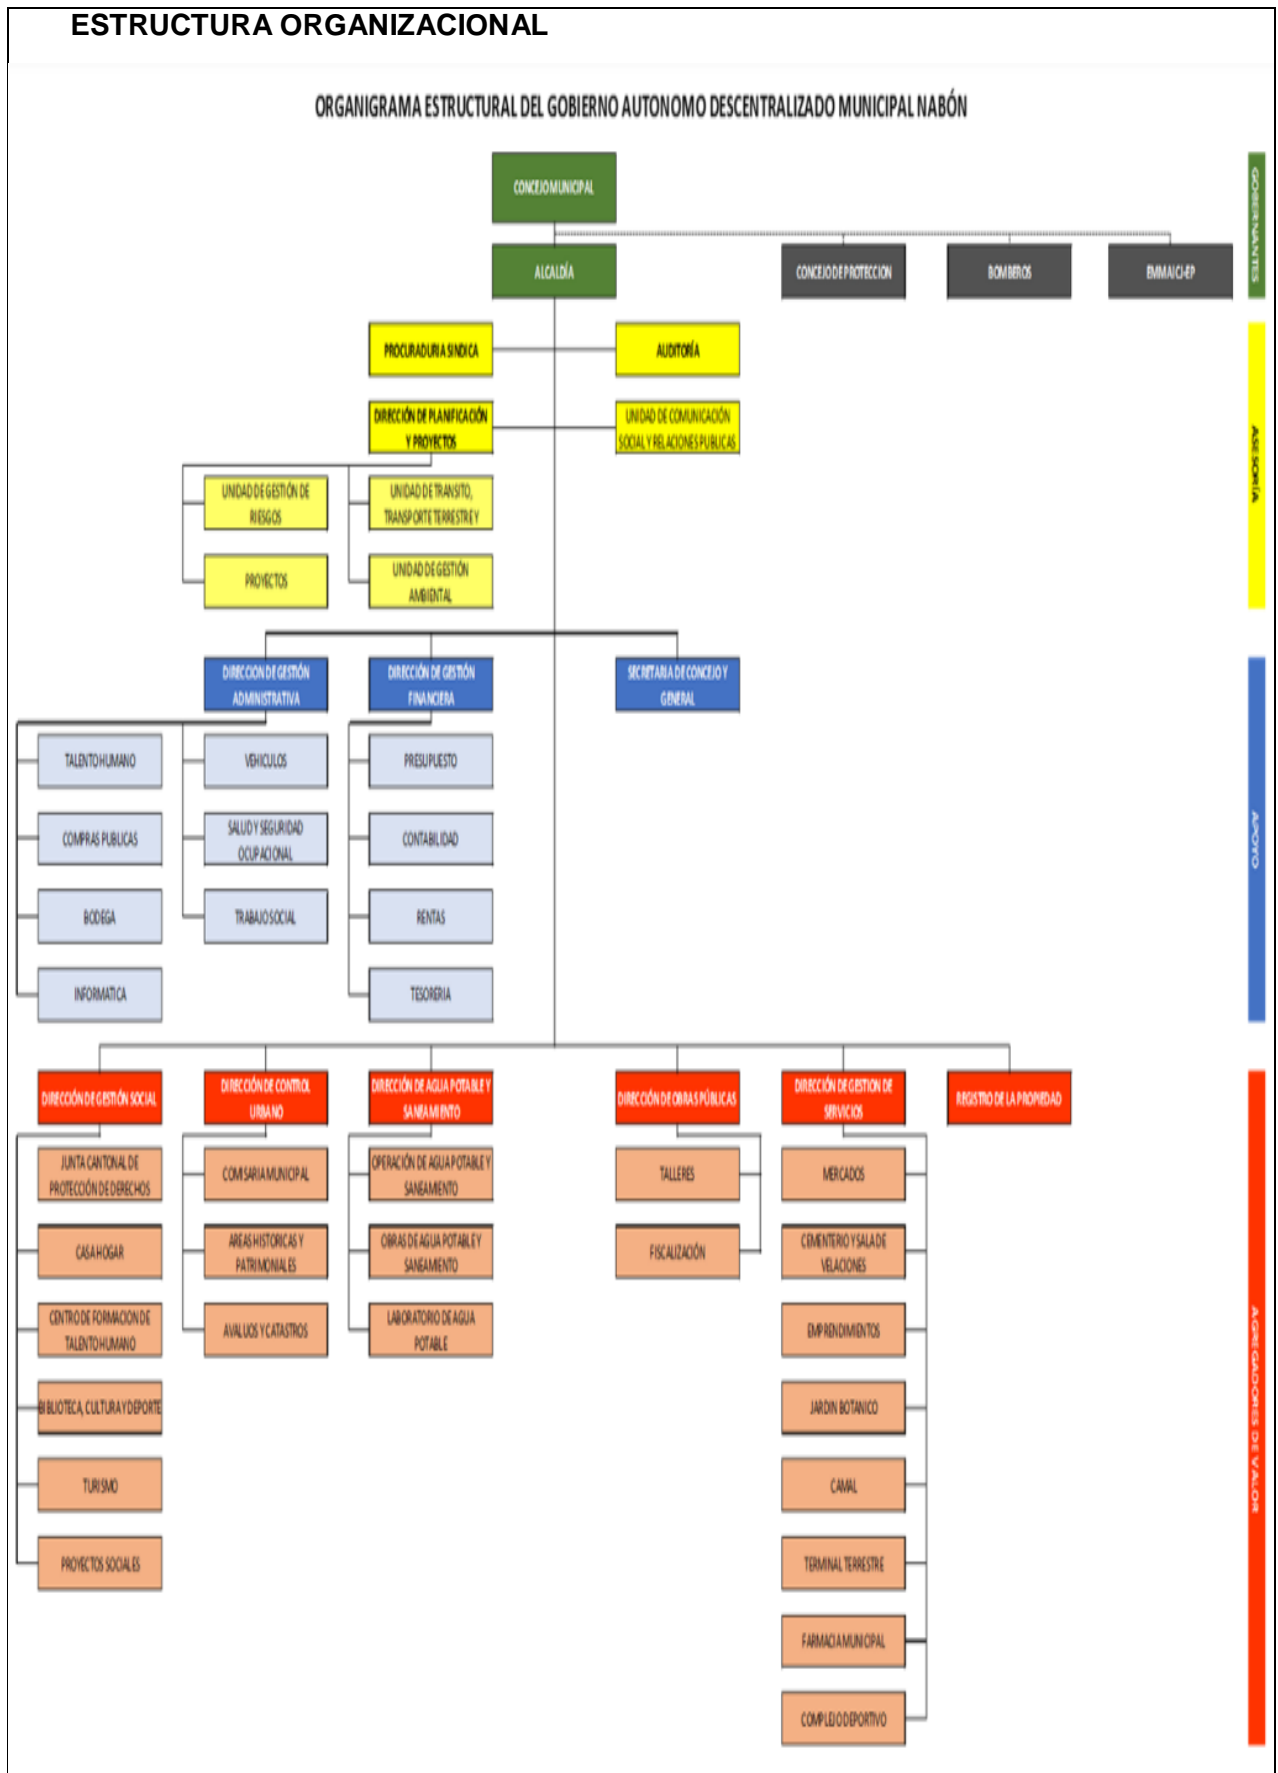 ESTRUCTURA ORGANIZACIONAL
ORGANIGRAMA ESTRUCTURAL DEL GOBIERNO AUTONOMO DESCENTRALIZADO MUNICIPAL NABÓN
CONCEJO MUNICIPAL
GOBERNANTES
ALCALDÍA
CONCEJO DE PROTECCION
BOMBEROS
EMMAICJ-EP
PROCURADURIA SINDICA
AUDITORÍA
DIRECCIÓN DE PLANIFICACIÓN
Y PROYECTOS
UNIDAD DE COMUNICACIÓN
SOCIAL Y RELACIONES PUBLICAS
ASESORÍA
UNIDAD DE GESTIÓN DE
RIESGOS
UNIDAD DE TRANSITO,
TRANSPORTE TERRESTRE Y
PROYECTOS
UNIDAD DE GESTIÓN
AMBIENTAL
DIRECCION DE GESTIÓN
ADMINISTRATIVA
DIRECCIÓN DE GESTIÓN
FINANCIERA
SECRETARIA DE CONCEJO Y
GENERAL
TALENTO HUMANO
VEHICULOS
PRESUPUESTO
COMPRAS PUBLICAS
SALUD Y SEGURIDAD
OCUPACIONAL
CONTABILIDAD
APOYO
BODEGA
TRABAJO SOCIAL
RENTAS
INFORMATICA
TESORERIA
DIRECCIÓN DE GESTIÓN SOCIAL
DIRECCIÓN DE CONTROL
URBANO
DIRECCIÓN DE AGUA POTABLE Y
SANEAMIENTO
DIRECCIÓN DE OBRAS PÚBLICAS
DIRECCIÓN DE GESTION DE
SERVICIOS
REGISTRO DE LA PROPIEDAD
JUNTA CANTONAL DE
PROTECCIÓN DE DERECHOS
COMISARIA MUNICIPAL
OPERACIÓN DE AGUA POTABLE Y
SANEAMIENTO
TALLERES
MERCADOS
CASA HOGAR
AREAS HISTORICAS Y
PATRIMONIALES
OBRAS DE AGUA POTABLE Y
SANEAMIENTO
FISCALIZACIÓN
CEMENTERIO Y SALA DE
VELACIONES
CENTRO DE FORMACION DE
TALENTO HUMANO
AVALUOS Y CATASTROS
LABORATORIO DE AGUA
POTABLE
EMPRENDIMIENTOS
AGREGADORES DE VALOR
BIBLIOTECA, CULTURA Y DEPORTE
JARDIN BOTANICO
TURISMO
CAMAL
PROYECTOS SOCIALES
TERMINAL TERRESTRE
FARMACIA MUNICIPAL
COMPLEJO DEPORTIVO